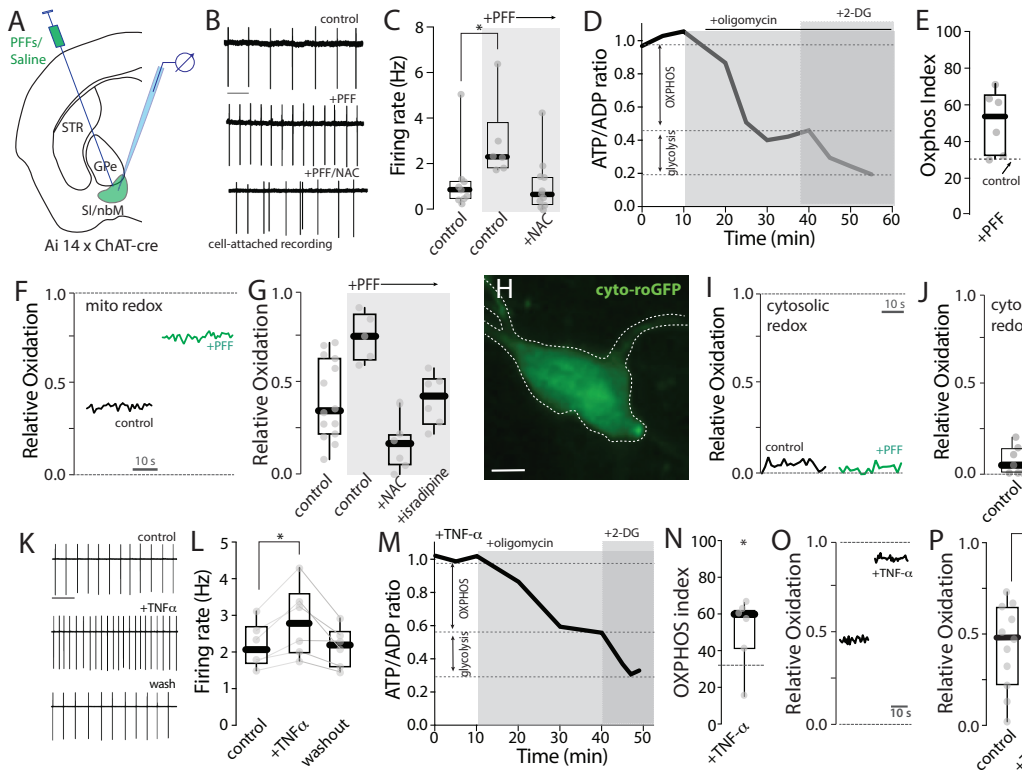 A
PFFs/
Saline
STR
GPe
SI/nbM
Ai 14 x ChAT-cre
B
control
+PFF
+PFF/NAC
cell-attached recording
C
+PFF
*
Firing rate (Hz)
8
6
4
2
0
control
control
+NAC
D
+oligomycin
+2-DG
ATP/ADP ratio
1.0
0.8
0.6
0.4
0.2
0
OXPHOS
glycolysis
0 10 20 30 40 50 60
Time (min)
E
Oxphos Index
100
80
60
40
20
0
control
+PFF
F
mito redox
Relative Oxidation
1.0
0.5
0.0
+PFF
control
10 s
G
+PFF
Relative Oxidation
1.0
0.5
0.0
control
control
+NAC
+isradipine
H
cyto-roGFP
I
10 s
cytosolic
redox
Relative Oxidation
1.0
0.5
0.0
control
+PFF
J
cyto
redo
Relative Oxidation
1.0
0.5
0.0
control
K
control
+TNFα
wash
L
*
Firing rate (Hz)
5
4
3
2
1
0
control
+TNFα
washout
M
+TNF-α
+oligomycin
+2-DG
ATP/ADP ratio
1.0
0.8
0.6
0.4
0.2
0.0
OXPHOS
glycolysis
0 10 20 30 40 50
Time (min)
N
*
OXPHOS index
100
80
60
40
20
0
+TNF-α
O
Relative Oxidation
1.0
0.5
0.0
+TNF-α
10 s
P
Relative Oxidation
1.0
0.5
0.0
control